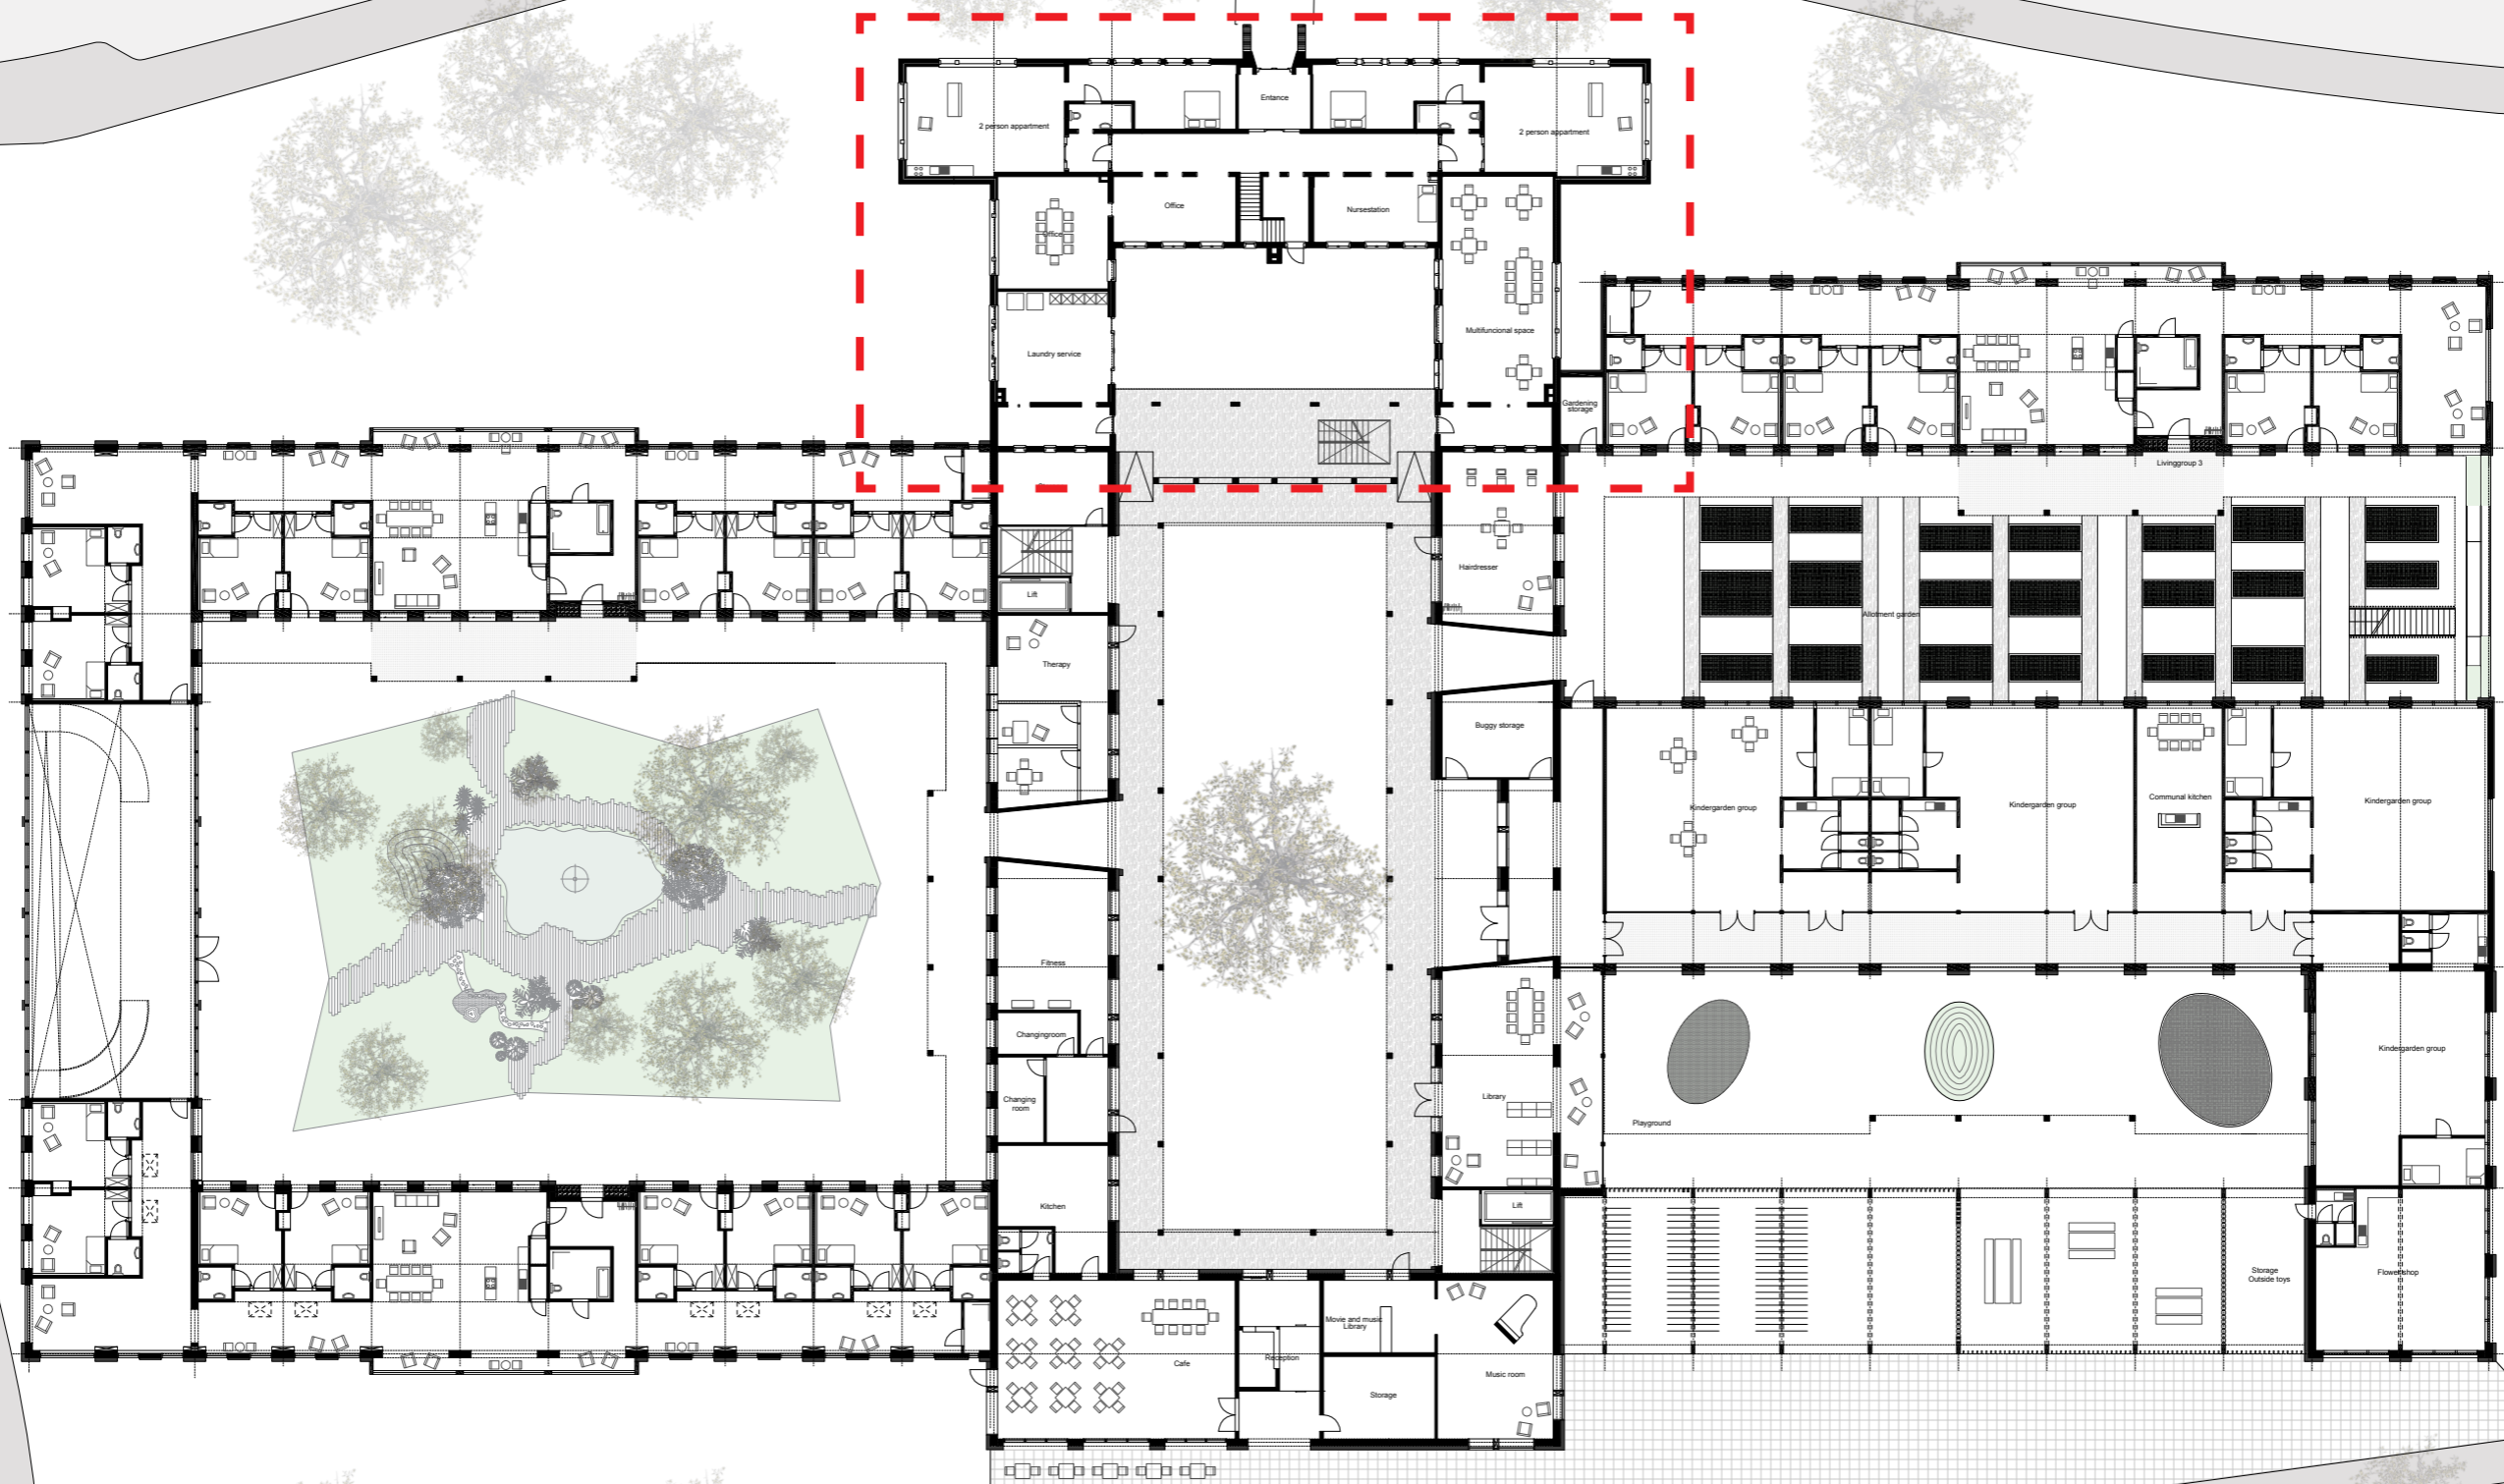 Entance
2 person appartment
2 person appartment
Office
Nursestation
Office
Multifuncional space
Laundry service
Gardening
storage
Livinggroup 3
Hairdresser
Lift
Allotment garden
Therapy
Buggy storage
Kindergarden group
Kindergarden group
Communal kitchen
Kindergarden group
Fitness
Changingroom
Kindergarden group
Changing
room
Library
Playground
Kitchen
Lift
Storage
Outside toys
Flowershop
Movie and music
Library
Cafe
Reception
Music room
Storage